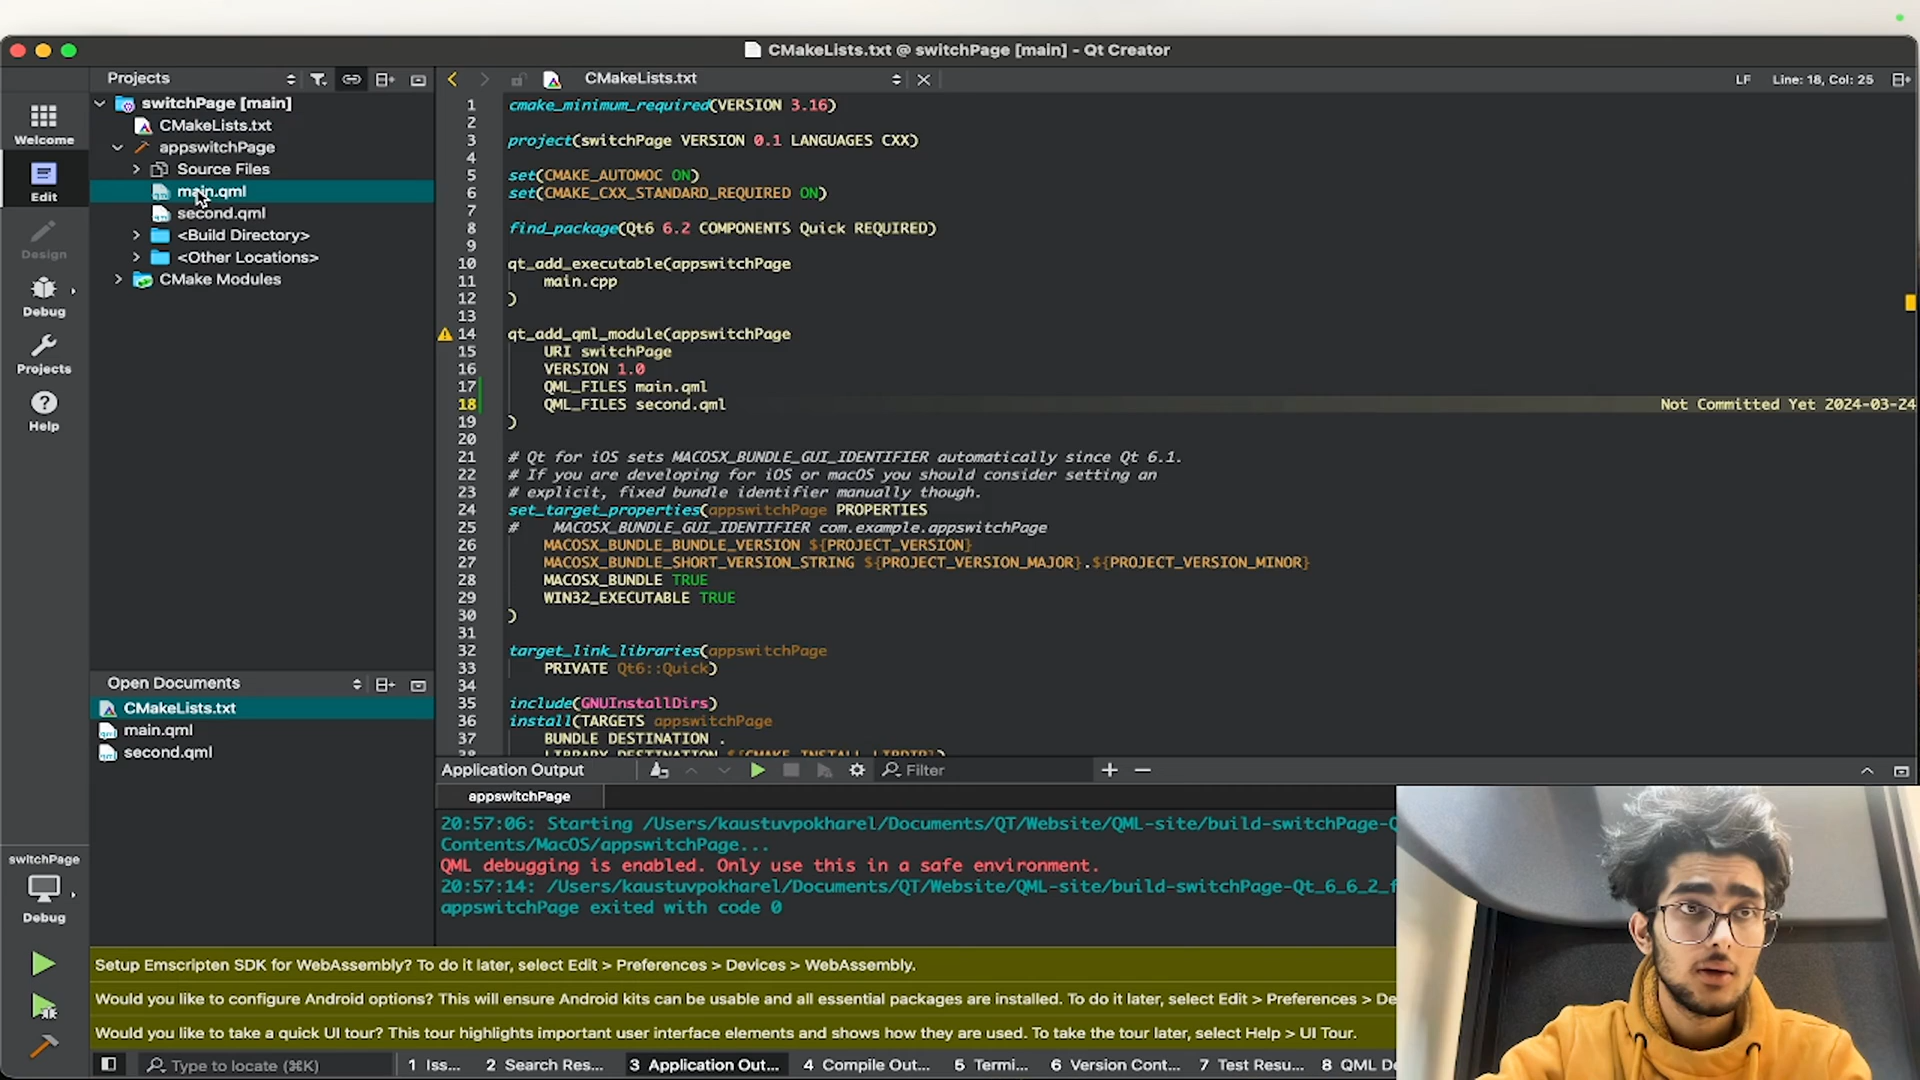 CMakeLists.txt @ switchPage [main] - Qt Creator
Projects
CMakeLists.txt
LF
Line: 18, Col: 25
Welcome
Edit
Design
Debug
Projects
Help
switchPage
Debug
switchPage [main]
CMakeLists.txt
appswitchPage
Source Files
main.qml
second.qml
<Build Directory>
<Other Locations>
CMake Modules
Open Documents
CMakeLists.txt
main.qml
second.qml
1 cmake_minimum_required(VERSION 3.16)
2
3 project(switchPage VERSION 0.1 LANGUAGES CXX)
4
5 set(CMAKE_AUTOMOC ON)
6 set(CMAKE_CXX_STANDARD_REQUIRED ON)
7
8 find_package(Qt6 6.2 COMPONENTS Quick REQUIRED)
9
10 qt_add_executable(appswitchPage
11 main.cpp
12 )
13
14 qt_add_qml_module(appswitchPage
15 URI switchPage
16 VERSION 1.0
17 QML_FILES main.qml
18 QML_FILES second.qml Not Committed Yet 2024-03-24
19 )
20
21 # Qt for iOS sets MACOSX_BUNDLE_GUI_IDENTIFIER automatically since Qt 6.1.
22 # If you are developing for iOS or macOS you should consider setting an
23 # explicit, fixed bundle identifier manually though.
24 set_target_properties(appswitchPage PROPERTIES
25 # MACOSX_BUNDLE_GUI_IDENTIFIER com.example.appswitchPage
26 MACOSX_BUNDLE_BUNDLE_VERSION ${PROJECT_VERSION}
27 MACOSX_BUNDLE_SHORT_VERSION_STRING ${PROJECT_VERSION_MAJOR}.${PROJECT_VERSION_MINOR}
28 MACOSX_BUNDLE TRUE
29 WIN32_EXECUTABLE TRUE
30 )
31
32 target_link_libraries(appswitchPage
33 PRIVATE Qt6::Quick)
34
35 include(GNUInstallDirs)
36 install(TARGETS appswitchPage
37 BUNDLE DESTINATION .
38 LIBRARY DESTINATION ${CMAKE_INSTALL_LIBDIR}
Application Output
Filter
appswitchPage
20:57:06: Starting /Users/kaustuvpokharel/Documents/QT/Website/QML-site/build-switchPage-Q
Contents/MacOS/appswitchPage...
QML debugging is enabled. Only use this in a safe environment.
20:57:14: /Users/kaustuvpokharel/Documents/QT/Website/QML-site/build-switchPage-Qt_6_6_2_f
appswitchPage exited with code 0
Setup Emscripten SDK for WebAssembly? To do it later, select Edit > Preferences > Devices > WebAssembly.
Would you like to configure Android options? This will ensure Android kits can be usable and all essential packages are installed. To do it later, select Edit > Preferences > De
Would you like to take a quick UI tour? This tour highlights important user interface elements and shows how they are used. To take the tour later, select Help > UI Tour.
Type to locate (⌘K)
1 Iss... 2 Search Res... 3 Application Out... 4 Compile Out... 5 Termi... 6 Version Cont... 7 Test Resu... 8 QML De